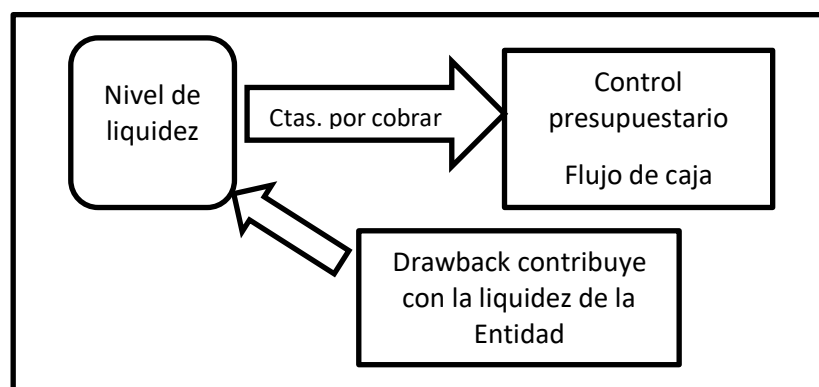 Nivel de
liquidez
Ctas. por cobrar
Control
presupuestario
Flujo de caja
Drawback contribuye
con la liquidez de la
Entidad